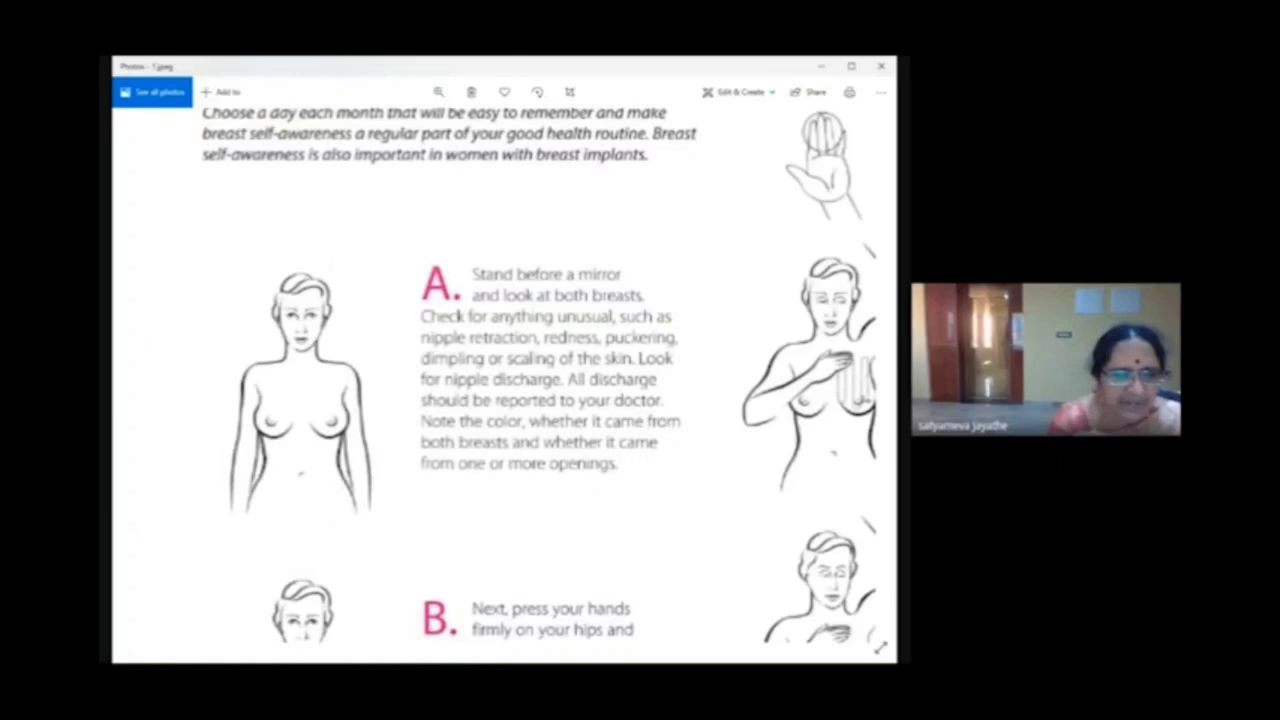 Photos - 1.jpeg
See all photos
Add to
Edit & Create
Share
Choose a day each month that will be easy to remember and make
breast self-awareness a regular part of your good health routine. Breast
self-awareness is also important in women with breast implants.
A. Stand before a mirror
and look at both breasts.
Check for anything unusual, such as
nipple retraction, redness, puckering,
dimpling or scaling of the skin. Look
for nipple discharge. All discharge
should be reported to your doctor.
Note the color, whether it came from
both breasts and whether it came
from one or more openings.
B. Next, press your hands
firmly on your hips and
satyameva jayathe